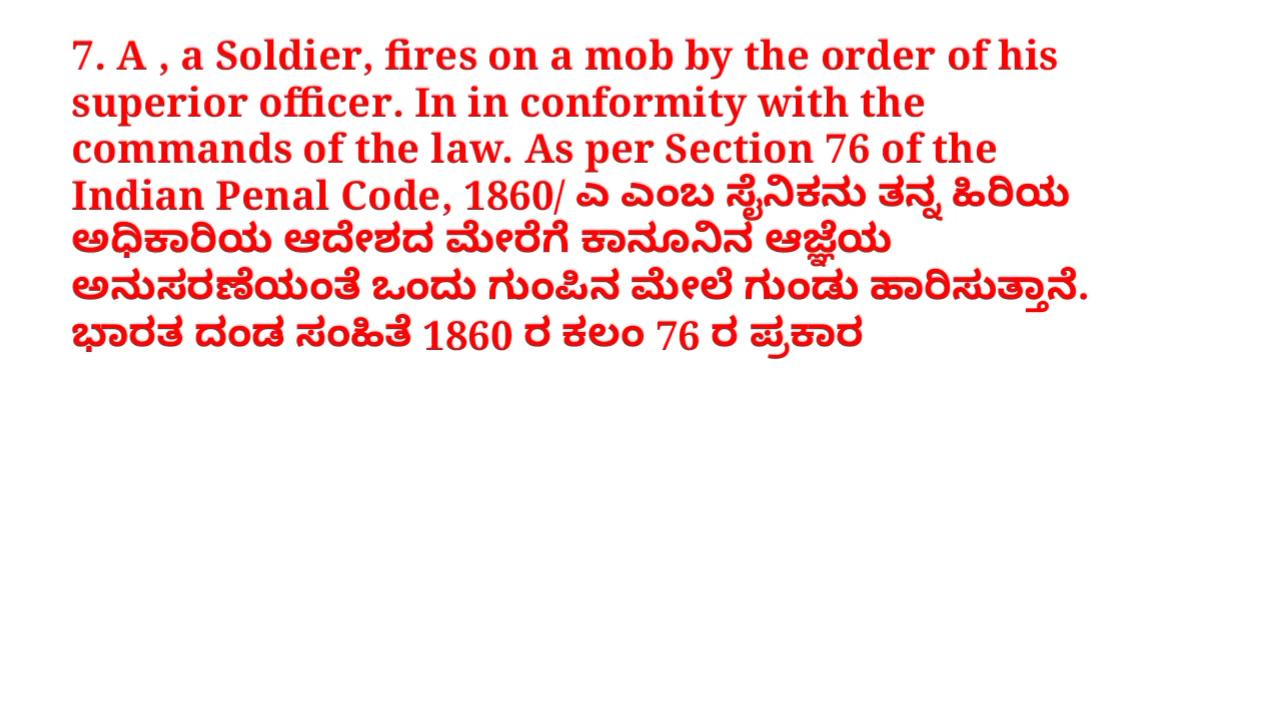 7. A , a Soldier, fires on a mob by the order of his
superior officer. In in conformity with the
commands of the law. As per Section 76 of the
Indian Penal Code, 1860/ ಎ ಎಂಬ ಸೈನಿಕನು ತನ್ನ ಹಿರಿಯ
ಅಧಿಕಾರಿಯ ಆದೇಶದ ಮೇರೆಗೆ ಕಾನೂನಿನ ಆಜ್ಞೆಯ
ಅನುಸರಣೆಯಂತೆ ಒಂದು ಗುಂಪಿನ ಮೇಲೆ ಗುಂಡು ಹಾರಿಸುತ್ತಾನೆ.
ಭಾರತ ದಂಡ ಸಂಹಿತೆ 1860 ರ ಕಲಂ 76 ರ ಪ್ರಕಾರ